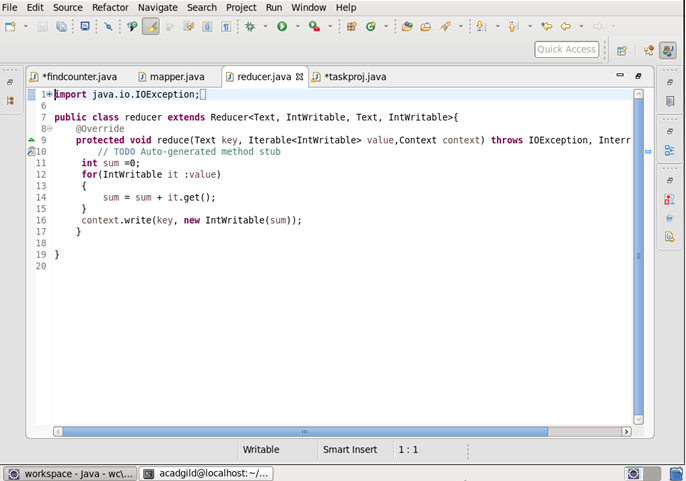 File Edit Source Refactor Navigate Search Project Run Window Help
Quick Access
*findcounter.java mapper.java reducer.java *taskproj.java
1 import java.io.IOException;
6
7 public class reducer extends Reducer<Text, IntWritable, Text, IntWritable>{
8 @Override
9 protected void reduce(Text key, Iterable<IntWritable> value,Context context) throws IOException, Interr
10 // TODO Auto-generated method stub
11 int sum =0;
12 for(IntWritable it :value)
13 {
14 sum = sum + it.get();
15 }
16 context.write(key, new IntWritable(sum));
17 }
18
19 }
20
Writable Smart Insert 1 : 1
workspace - Java - wc\... acadgild@localhost:~/...